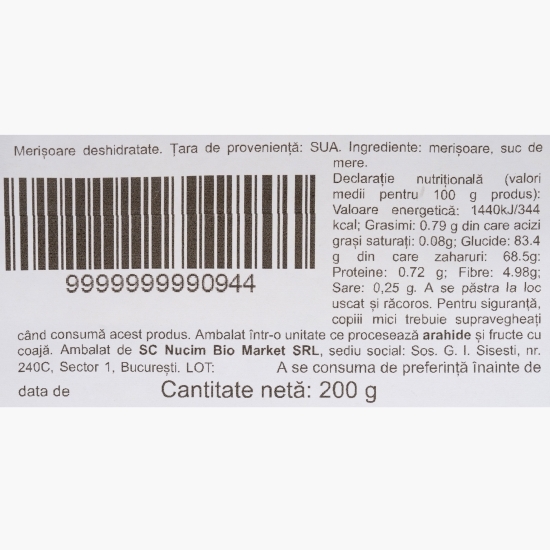 Merișoare deshidratate. Țara de proveniență: SUA. Ingrediente: merișoare, suc de
mere.
Declarație nutrițională (valori
medii pentru 100 g produs):
Valoare energetică: 1440kJ/344
kcal; Grasimi: 0.79 g din care acizi
grași saturați: 0.08g; Glucide: 83.4
g din care zaharuri: 68.5g:
Proteine: 0.72 g; Fibre: 4.98g;
Sare: 0,25 g. A se păstra la loc
uscat și răcoros. Pentru siguranță,
copiii mici trebuie supravegheați
9999999990944
când consumă acest produs. Ambalat într-o unitate ce procesează arahide și fructe cu
coajă. Ambalat de SC Nucim Bio Market SRL, sediu social: Sos. G. I. Sisesti, nr.
240C, Sector 1, București. LOT: A se consuma de preferință înainte de
data de Cantitate netă: 200 g